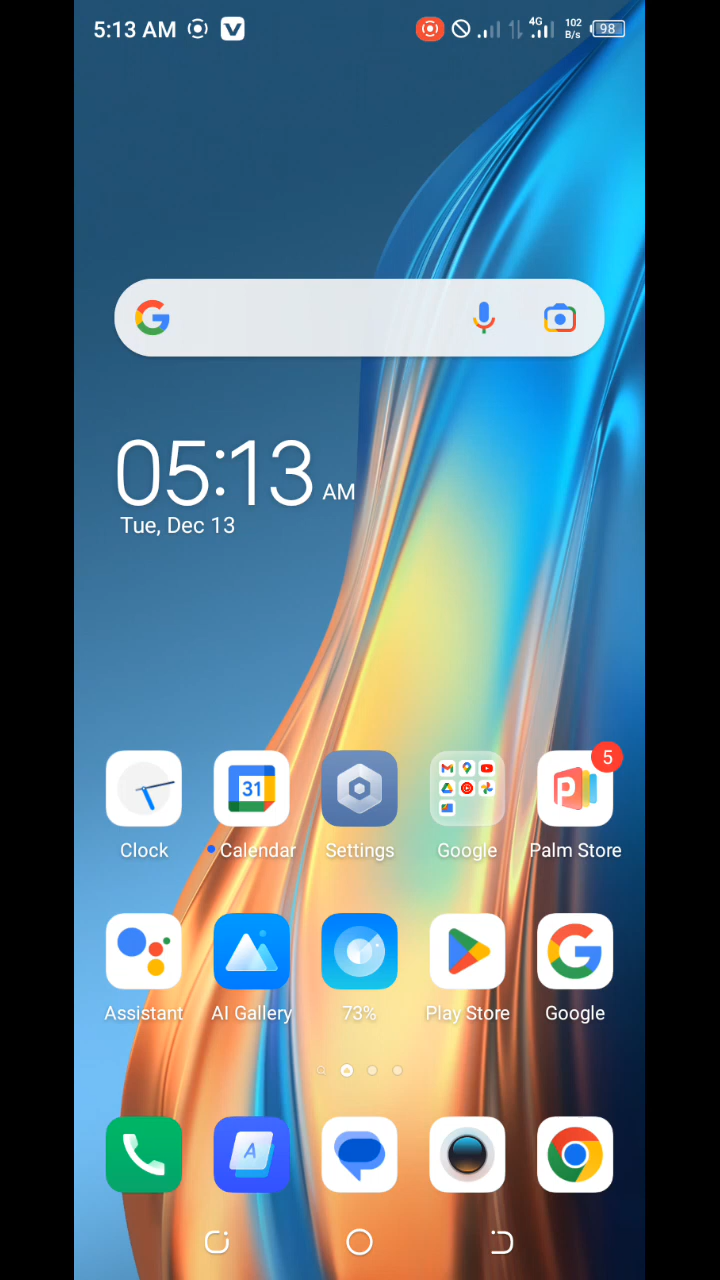 5:13 AM
4G
102
B/s
98
05:13 AM
Tue, Dec 13
31
5
Clock
Calendar
Settings
Google
Palm Store
Assistant
AI Gallery
73%
Play Store
Google
A